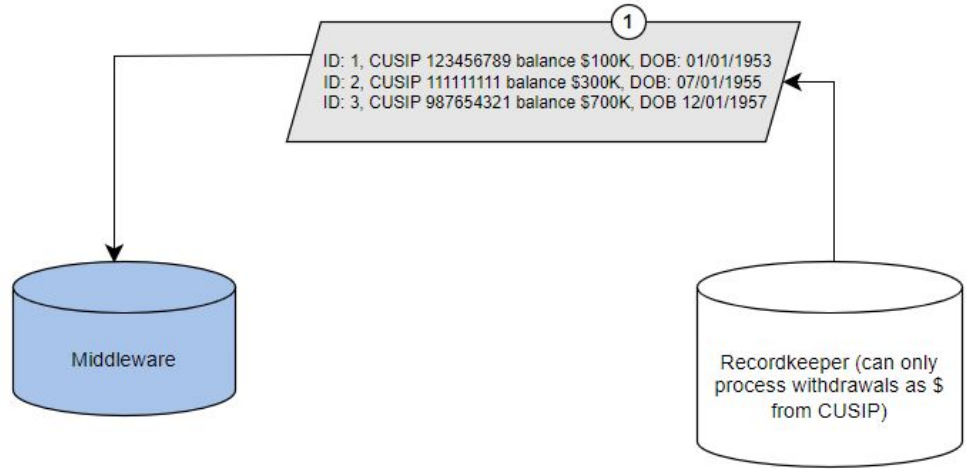 1
ID: 1, CUSIP 123456789 balance $100K, DOB: 01/01/1953
ID: 2, CUSIP 111111111 balance $300K, DOB: 07/01/1955
ID: 3, CUSIP 987654321 balance $700K, DOB 12/01/1957
Middleware
Recordkeeper (can only
process withdrawals as $
from CUSIP)